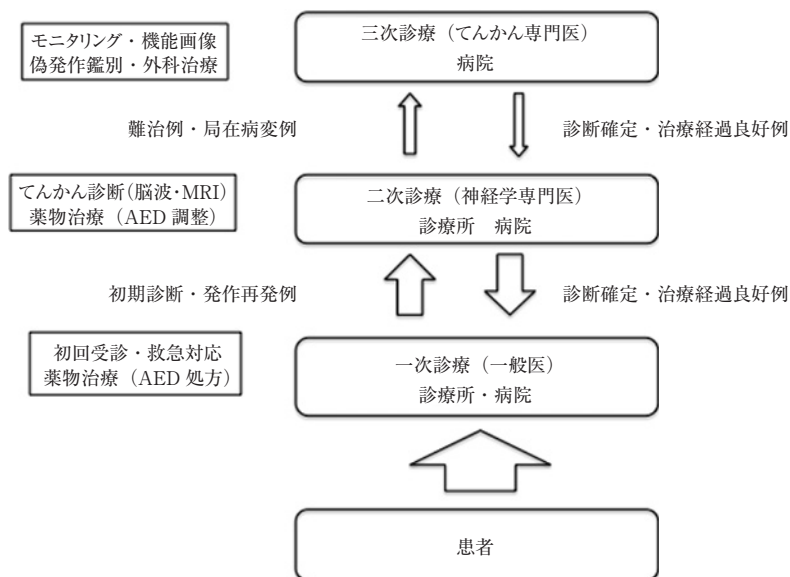 モニタリング・機能画像
偽発作鑑別・外科治療
三次診療（てんかん専門医）
病院
難治例・局在病変例
診断確定・治療経過良好例
てんかん診断（脳波・MRI）
薬物治療（AED 調整）
二次診療（神経学専門医）
診療所　病院
初期診断・発作再発例
診断確定・治療経過良好例
初回受診・救急対応
薬物治療（AED 処方）
一次診療（一般医）
診療所・病院
患者